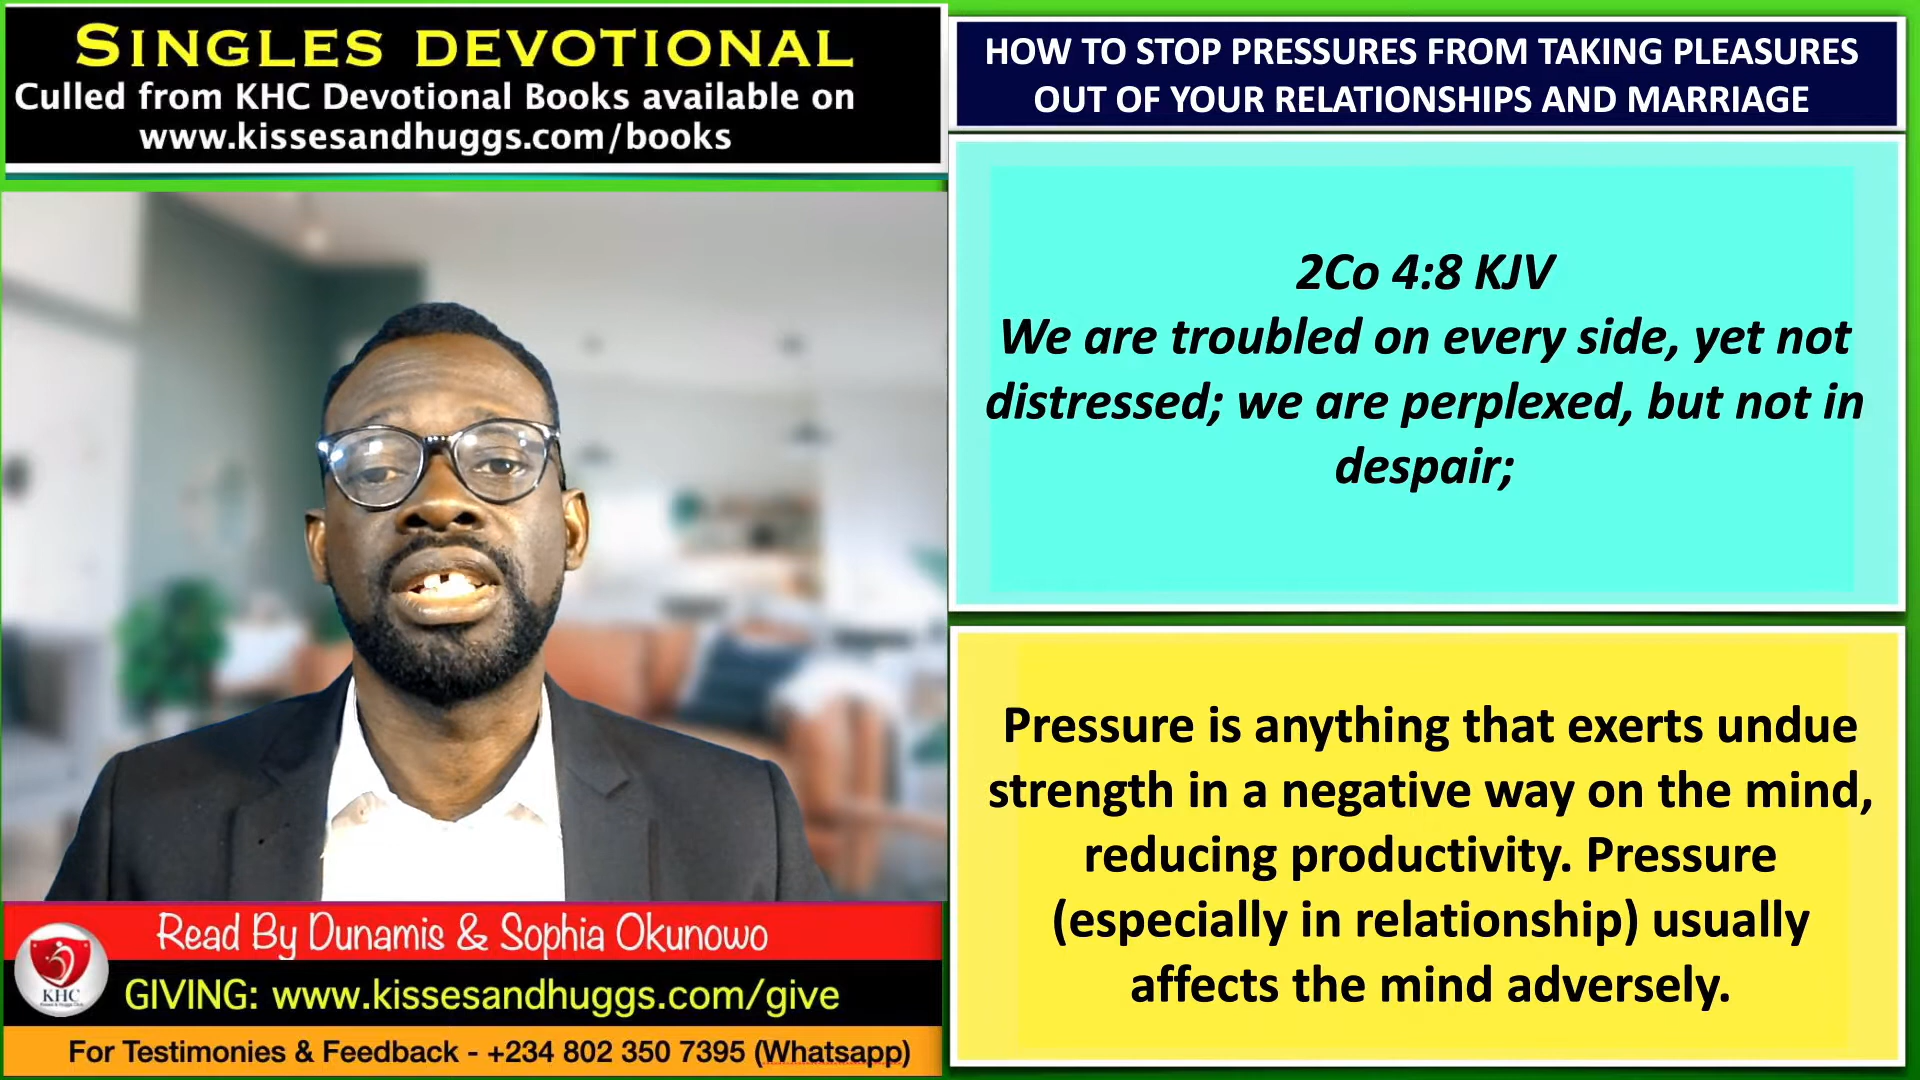 SINGLES DEVOTIONAL
Culled from KHC Devotional Books available on
www.kissesandhuggs.com/books
HOW TO STOP PRESSURES FROM TAKING PLEASURES
OUT OF YOUR RELATIONSHIPS AND MARRIAGE
2Co 4:8 KJV
We are troubled on every side, yet not
distressed; we are perplexed, but not in
despair;
Pressure is anything that exerts undue
strength in a negative way on the mind,
reducing productivity. Pressure
(especially in relationship) usually
affects the mind adversely.
Read By Dunamis & Sophia Okunowo
KHC
GIVING: www.kissesandhuggs.com/give
For Testimonies & Feedback - +234 802 350 7395 (Whatsapp)